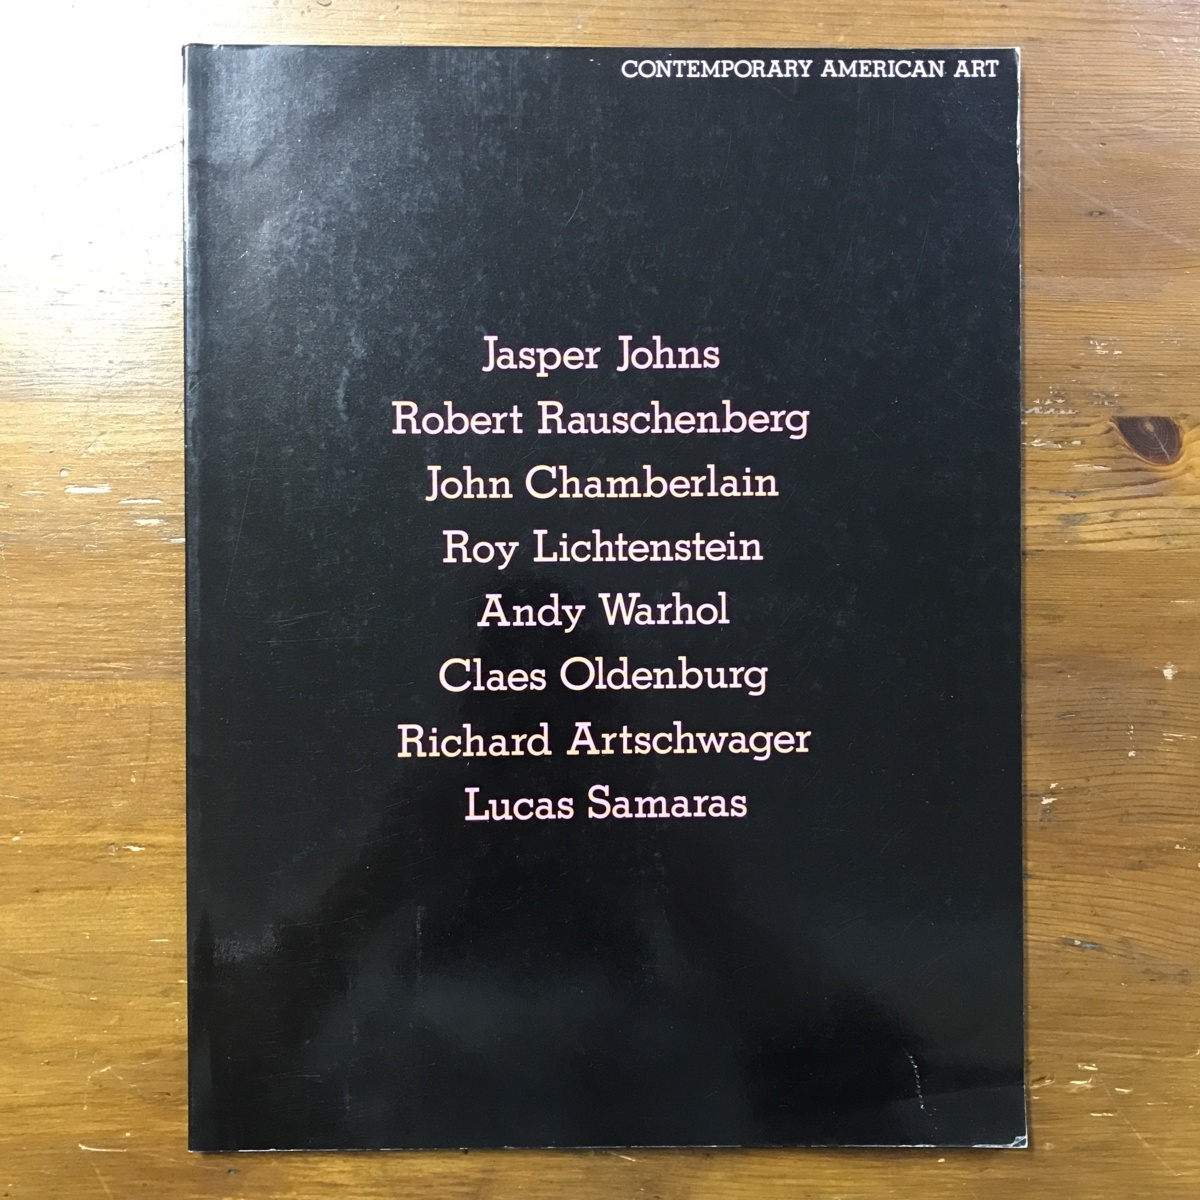 CONTEMPORARY AMERICAN ART
Jasper Johns
Robert Rauschenberg
John Chamberlain
Roy Lichtenstein
Andy Warhol
Claes Oldenburg
Richard Artschwager
Lucas Samaras